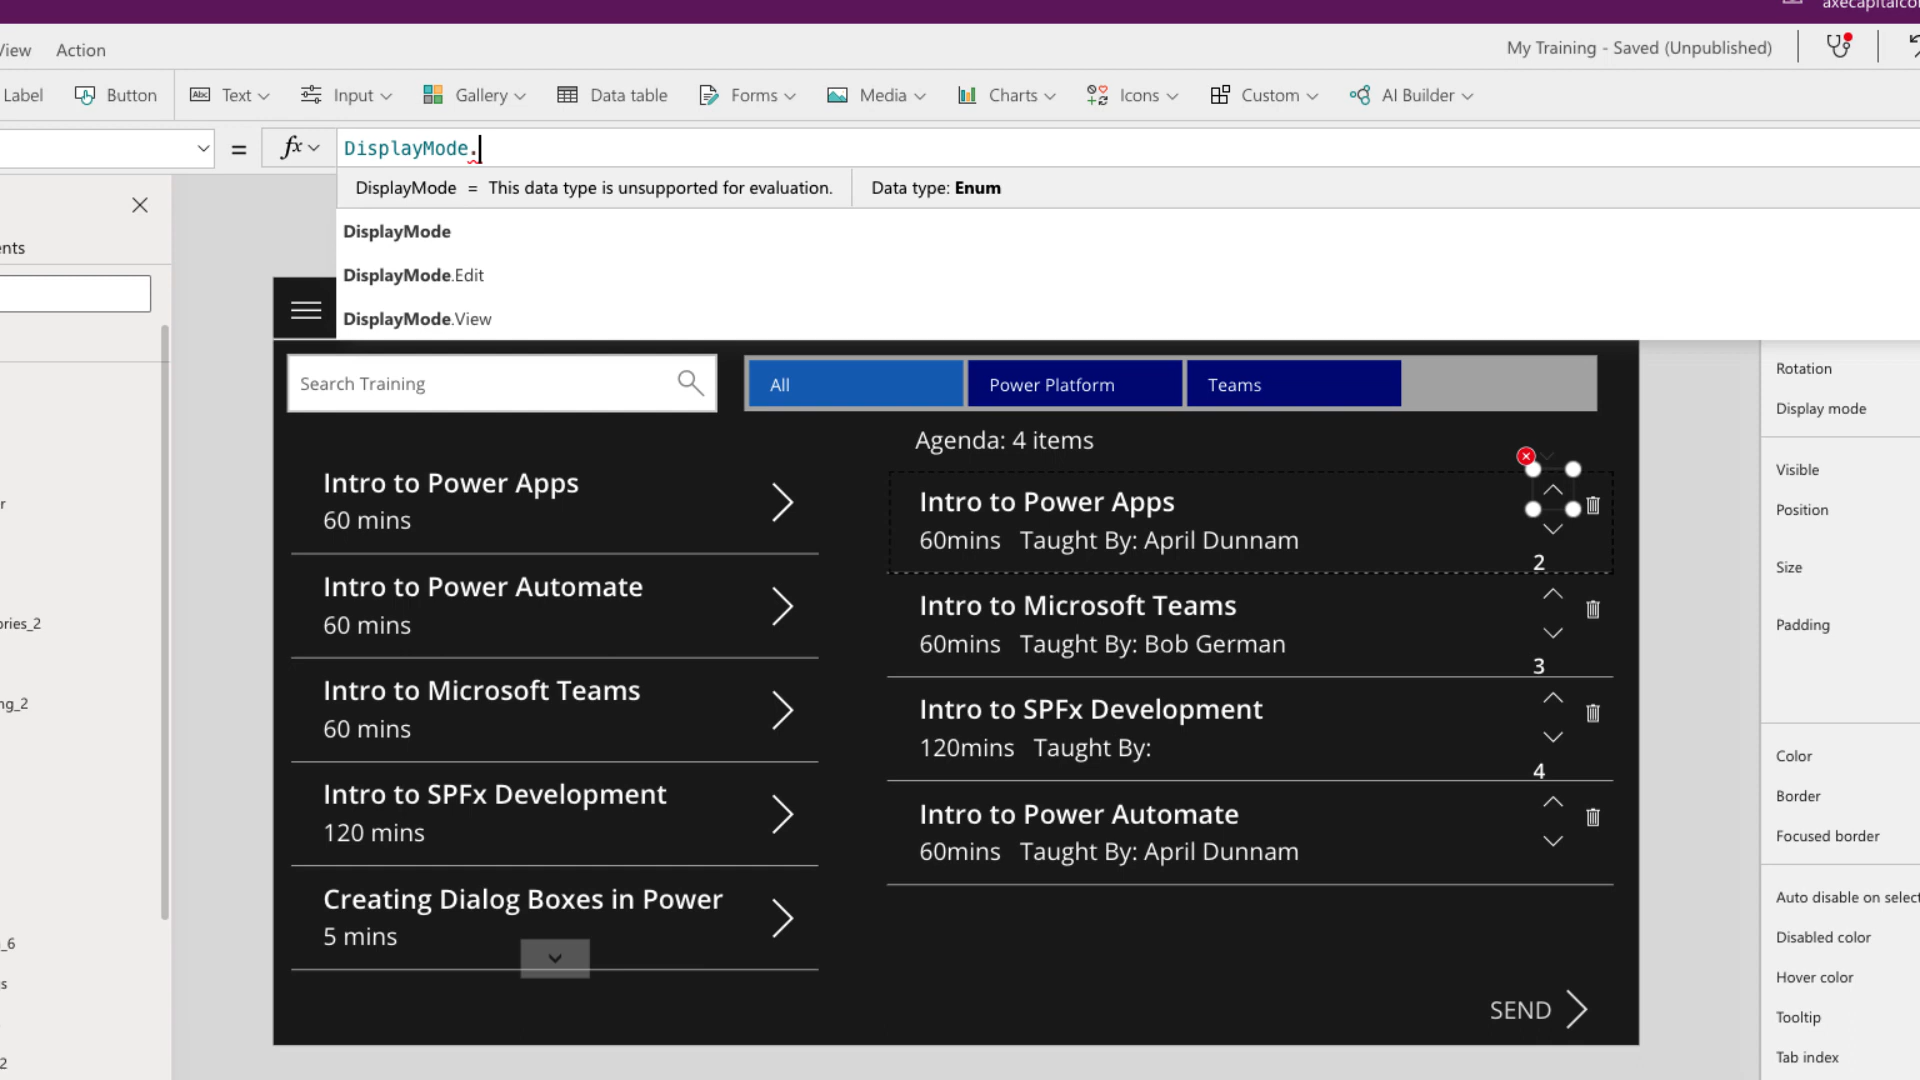 axecapitalco
View Action
My Training - Saved (Unpublished)
Label Button Text Input Gallery Data table Forms Media Charts Icons Custom AI Builder
= fx DisplayMode.
DisplayMode = This data type is unsupported for evaluation. Data type: Enum
DisplayMode
DisplayMode.Edit
DisplayMode.View
ents
r
ories_2
ng_2
_6
s
2
Search Training
All Power Platform Teams
Agenda: 4 items
Intro to Power Apps
60 mins
Intro to Power Automate
60 mins
Intro to Microsoft Teams
60 mins
Intro to SPFx Development
120 mins
Creating Dialog Boxes in Power
5 mins
Intro to Power Apps
60mins Taught By: April Dunnam
2
Intro to Microsoft Teams
60mins Taught By: Bob German
3
Intro to SPFx Development
120mins Taught By:
4
Intro to Power Automate
60mins Taught By: April Dunnam
SEND
Rotation
Display mode
Visible
Position
Size
Padding
Color
Border
Focused border
Auto disable on select
Disabled color
Hover color
Tooltip
Tab index